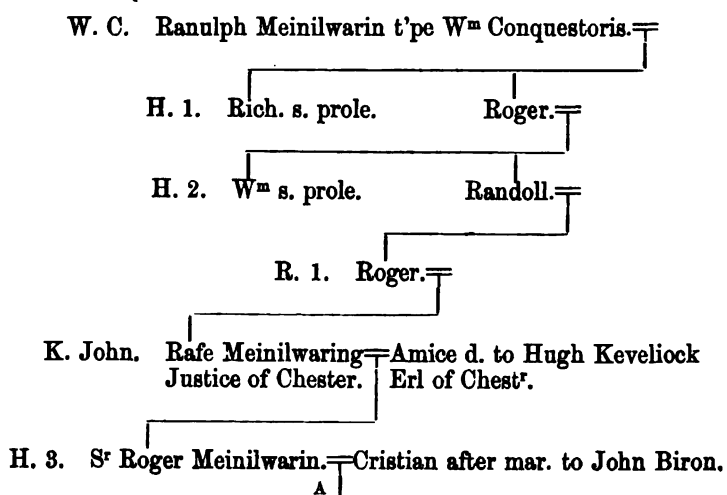 W. C. Ranulph Meinilwarin t'pe Wᵐ Conquestoris.
H. 1. Rich. s. prole. Roger.
H. 2. Wᵐ s. prole. Randoll.
R. 1. Roger.
K. John. Rafe Meinilwaring Amice d. to Hugh Keveliock
Justice of Chester. Erl of Chestʳ.
H. 3. Sʳ Roger Meinilwarin. Cristian after mar. to John Biron.
A